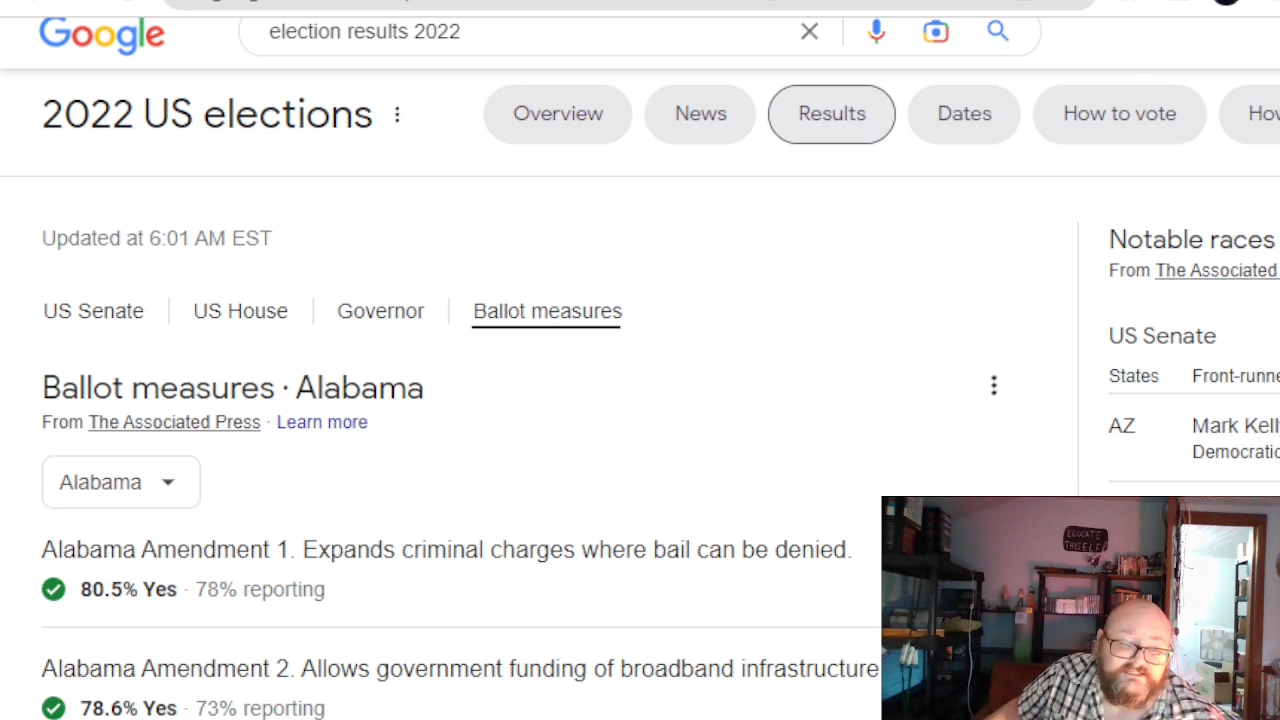 Google
election results 2022
2022 US elections
Overview
News
Results
Dates
How to vote
Updated at 6:01 AM EST
US Senate
US House
Governor
Ballot measures
Ballot measures · Alabama
From The Associated Press · Learn more
Alabama
Alabama Amendment 1. Expands criminal charges where bail can be denied.
80.5% Yes · 78% reporting
Alabama Amendment 2. Allows government funding of broadband infrastructure
78.6% Yes · 73% reporting
Notable races
From The Associated
US Senate
States
AZ
Mark
EDUCATE
THYSELF